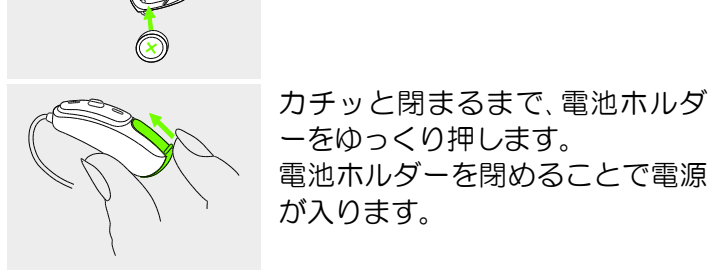 カチッと閉まるまで、電池ホルダ
ーをゆっくり押します。
電池ホルダーを閉めることで電源
が入ります。